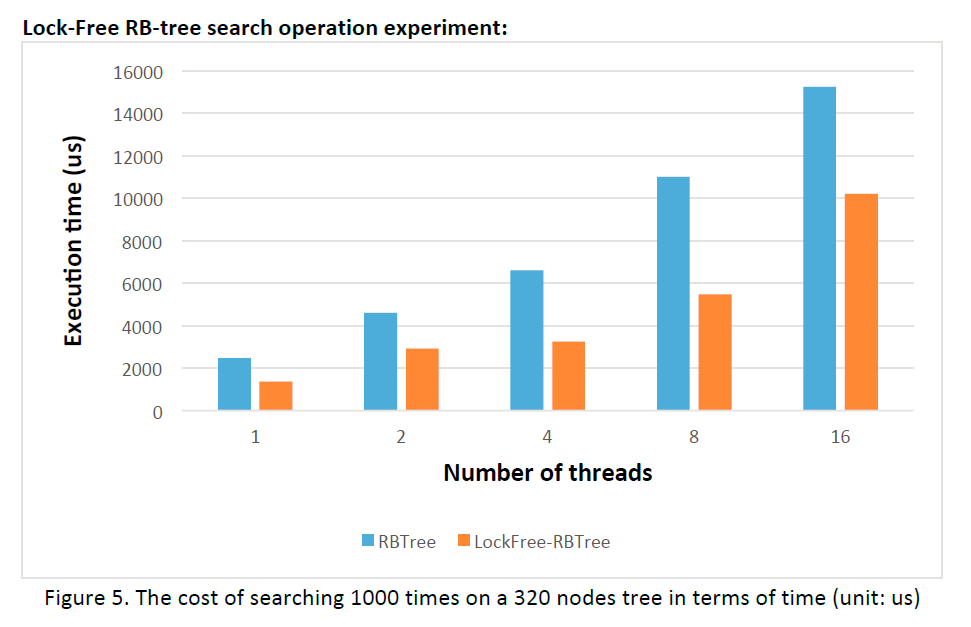 Lock-Free RB-tree search operation experiment:
Execution time (us)
16000
14000
12000
10000
8000
6000
4000
2000
0
1 2 4 8 16
Number of threads
RBTree LockFree-RBTree
Figure 5. The cost of searching 1000 times on a 320 nodes tree in terms of time (unit: us)